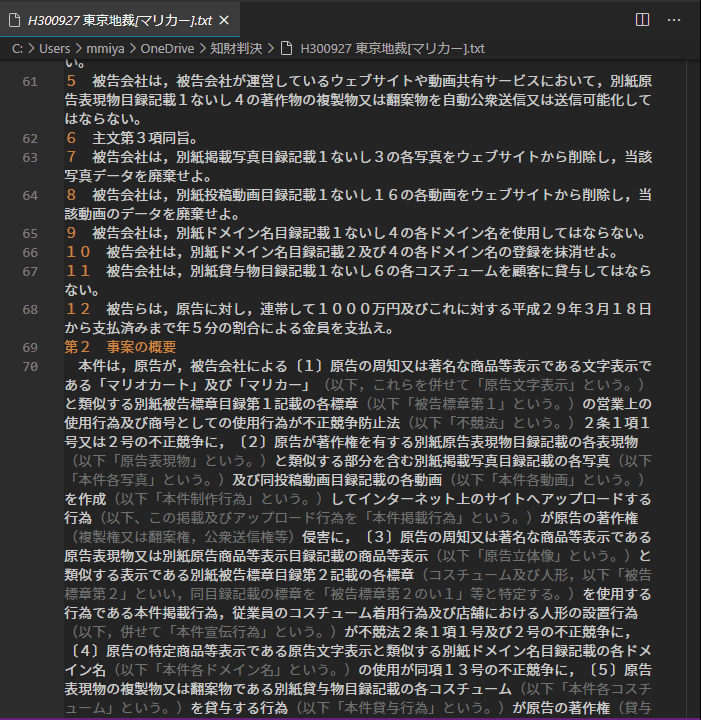 H300927 東京地裁[マリカー].txt ×
C: > Users > mmiya > OneDrive > 知財判決 > H300927 東京地裁[マリカー].txt
い。
61 ５　被告会社は，被告会社が運営しているウェブサイトや動画共有サービスにおいて，別紙原
告表現物目録記載１ないし４の著作物の複製物又は翻案物を自動公衆送信又は送信可能化して
はならない。
62 ６　主文第３項同旨。
63 ７　被告会社は，別紙掲載写真目録記載１ないし３の各写真をウェブサイトから削除し，当該
写真データを廃棄せよ。
64 ８　被告会社は，別紙投稿動画目録記載１ないし１６の各動画をウェブサイトから削除し，当
該動画のデータを廃棄せよ。
65 ９　被告会社は，別紙ドメイン名目録記載１ないし４の各ドメイン名を使用してはならない。
66 １０　被告会社は，別紙ドメイン名目録記載２及び４の各ドメイン名の登録を抹消せよ。
67 １１　被告会社は，別紙貸与物目録記載１ないし６の各コスチュームを顧客に貸与してはなら
ない。
68 １２　被告らは，原告に対し，連帯して１０００万円及びこれに対する平成２９年３月１８日
から支払済みまで年５分の割合による金員を支払え。
69 第２　事案の概要
70 　本件は，原告が，被告会社による〔１〕原告の周知又は著名な商品等表示である文字表示で
ある「マリオカート」及び「マリカー」（以下，これらを併せて「原告文字表示」という。）
と類似する別紙被告標章目録第１記載の各標章（以下「被告標章第１」という。）の営業上の
使用行為及び商号としての使用行為が不正競争防止法（以下「不競法」という。）２条１項１
号又は２号の不正競争に，〔２〕原告が著作権を有する別紙原告表現物目録記載の各表現物
（以下「原告表現物」という。）と類似する部分を含む別紙掲載写真目録記載の各写真（以下
「本件各写真」という。）及び同投稿動画目録記載の各動画（以下「本件各動画」という。）
を作成（以下「本件制作行為」という。）してインターネット上のサイトへアップロードする
行為（以下、この掲載及びアップロード行為を「本件掲載行為」という。）が原告の著作権
（複製権又は翻案権，公衆送信権等）侵害に，〔３〕原告の周知又は著名な商品等表示である
原告表現物又は別紙原告商品等表示目録記載の商品等表示（以下「原告立体像」という。）と
類似する表示である別紙被告標章目録第２記載の各標章（コスチューム及び人形，以下「被告
標章第２」といい，同目録記載の標章を「被告標章第２のい１」等と特定する。）を使用する
行為である本件掲載行為，従業員のコスチューム着用行為及び店舗における人形の設置行為
（以下，併せて「本件宣伝行為」という。）が不競法２条１項１号及び２号の不正競争に，
〔４〕原告の特定商品等表示である原告文字表示と類似する別紙ドメイン名目録記載の各ドメ
イン名（以下「本件各ドメイン名」という。）の使用が同項１３号の不正競争に，〔５〕原告
表現物の複製物又は翻案物である別紙貸与物目録記載の各コスチューム（以下「本件各コスチ
ューム」という。）を貸与する行為（以下「本件貸与行為」という。）が原告の著作権（貸与